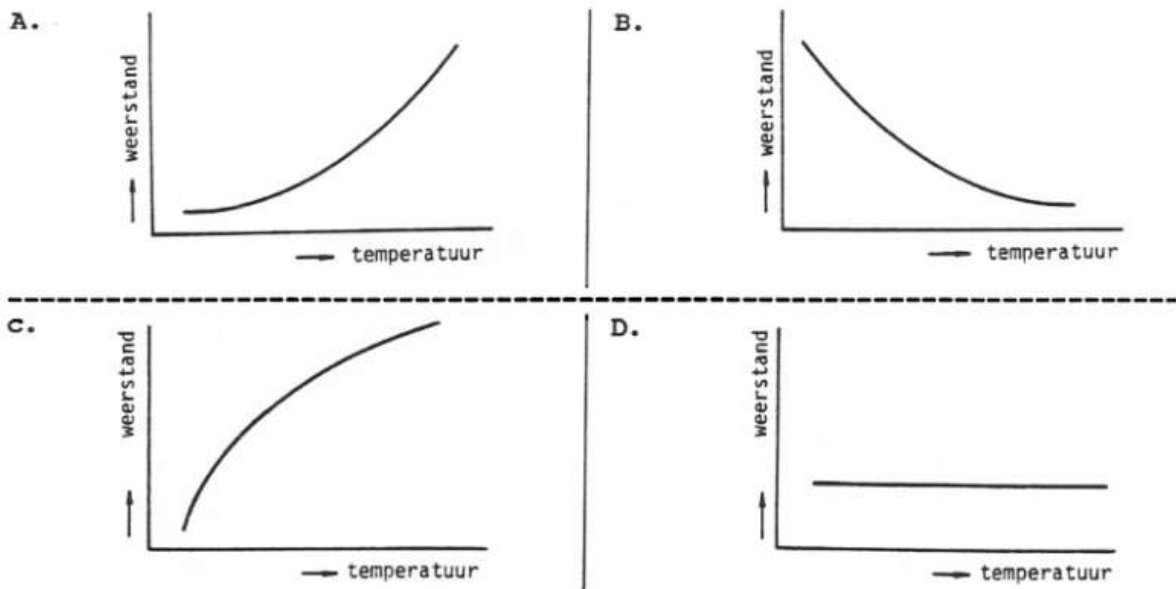 A.
weerstand
temperatuur
B.
weerstand
temperatuur
C.
weerstand
temperatuur
D.
weerstand
temperatuur